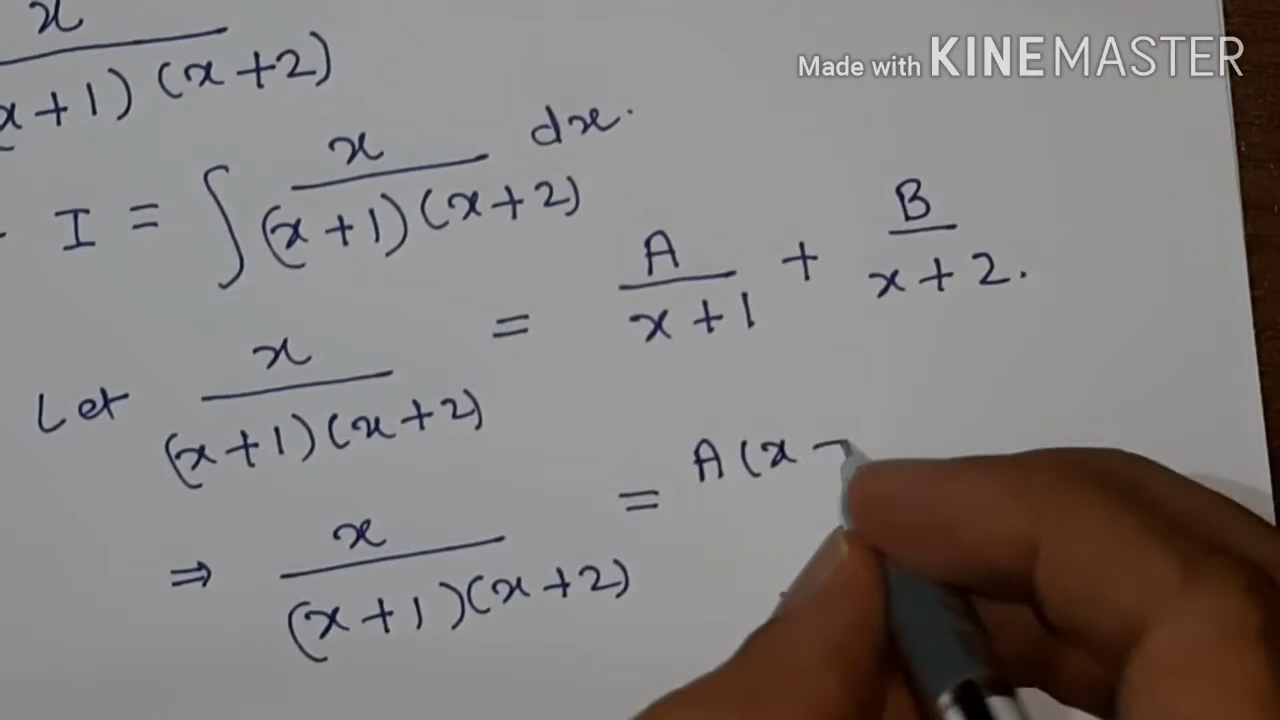 x
x+1)(x+2)
Made with KINEMASTER
I = ∫ x/(x+1)(x+2) dx.
Let x/(x+1)(x+2) = A/x+1 + B/x+2.
⇒ x/(x+1)(x+2) = A(x